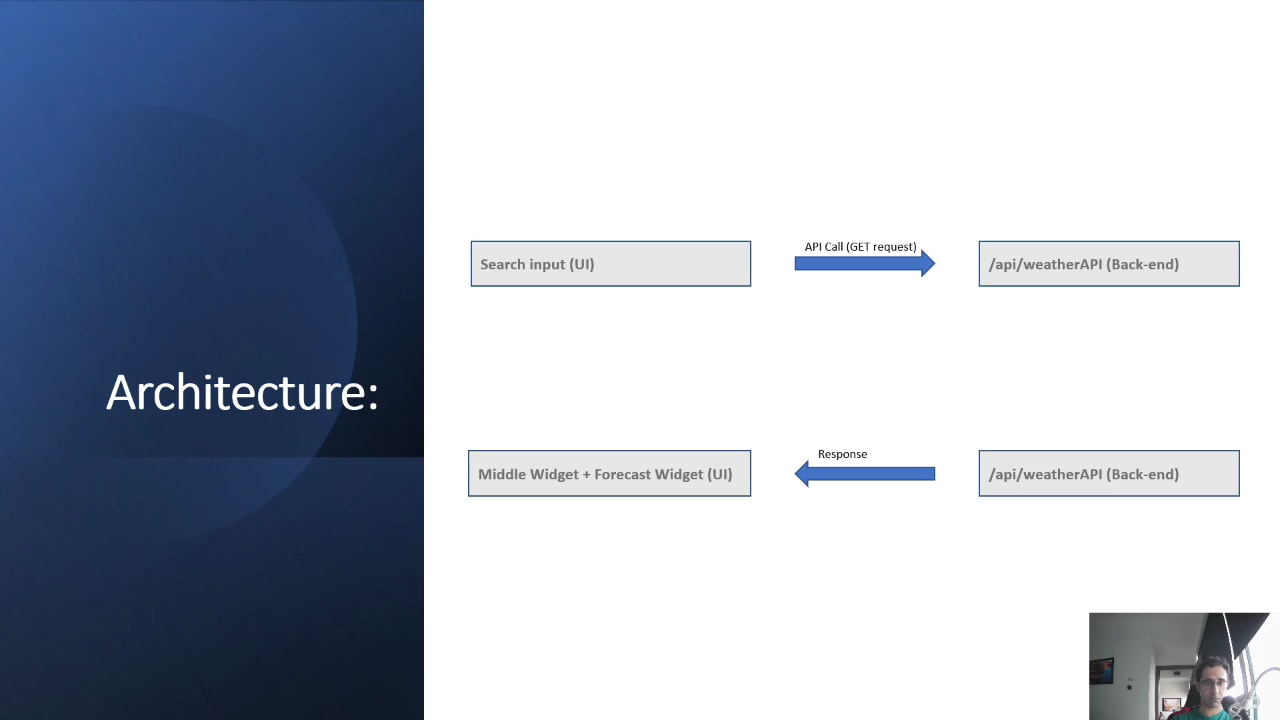 Architecture:
API Call (GET request)
Search input (UI)
/api/weatherAPI (Back-end)
Response
Middle Widget + Forecast Widget (UI)
/api/weatherAPI (Back-end)